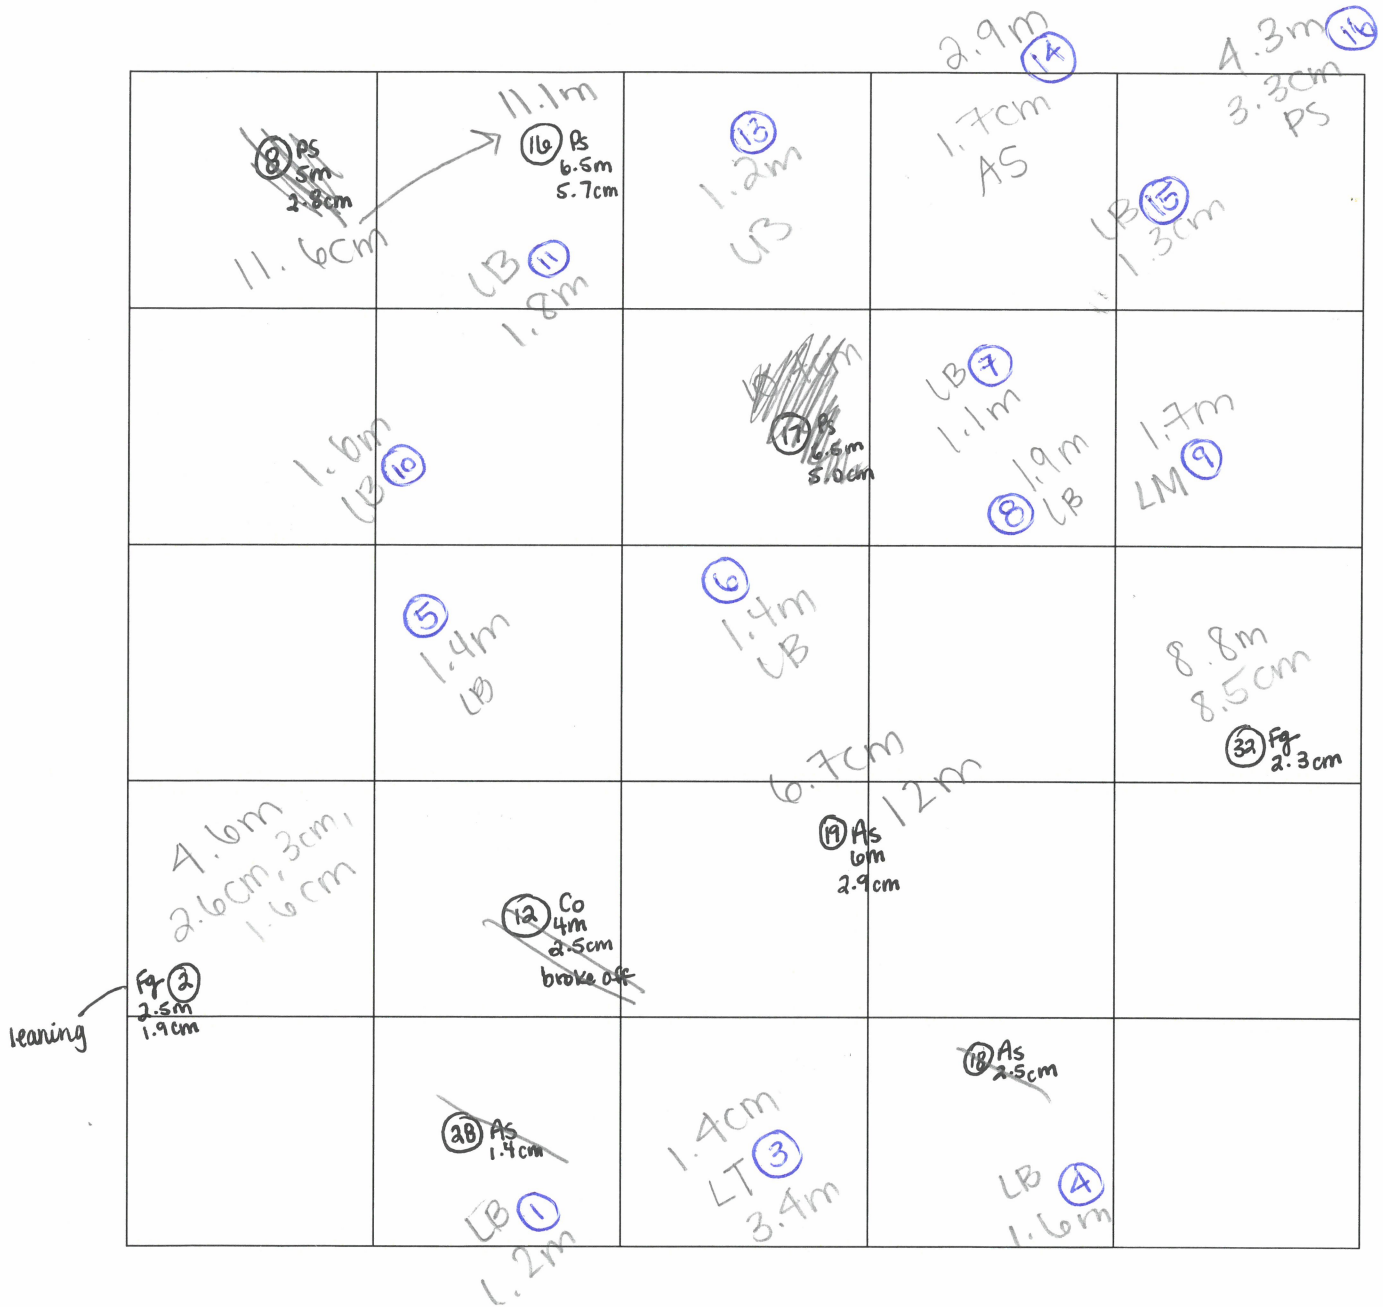 2.9m
14
1.7cm
AS
4.3m 16
3.3cm
PS
8 PS
5m
2.8cm
11.6cm
11.1m
16 Ps
6.5m
5.7cm
LB 11
1.8m
13
1.2m
LB
LB 15
1.3cm
1.6m
LB 10
17 Ps
6.5m
5.0cm
LB 7
1.1m
1.9m
8 LB
1.7m
LM 9
5
1.4m
LB
6
1.4m
LB
8.8m
8.5cm
32 Fg
2.3cm
6.7cm
12m
19 As
6m
2.9cm
4.6m
2.6cm, 3cm,
1.6cm
Fg 2
2.5m
1.9cm
leaning
12 Co
4m
2.5cm
broke off
18 As
2.5cm
28 As
1.4cm
LB 1
1.2m
1.4cm
LT 3
3.4m
LB 4
1.6m